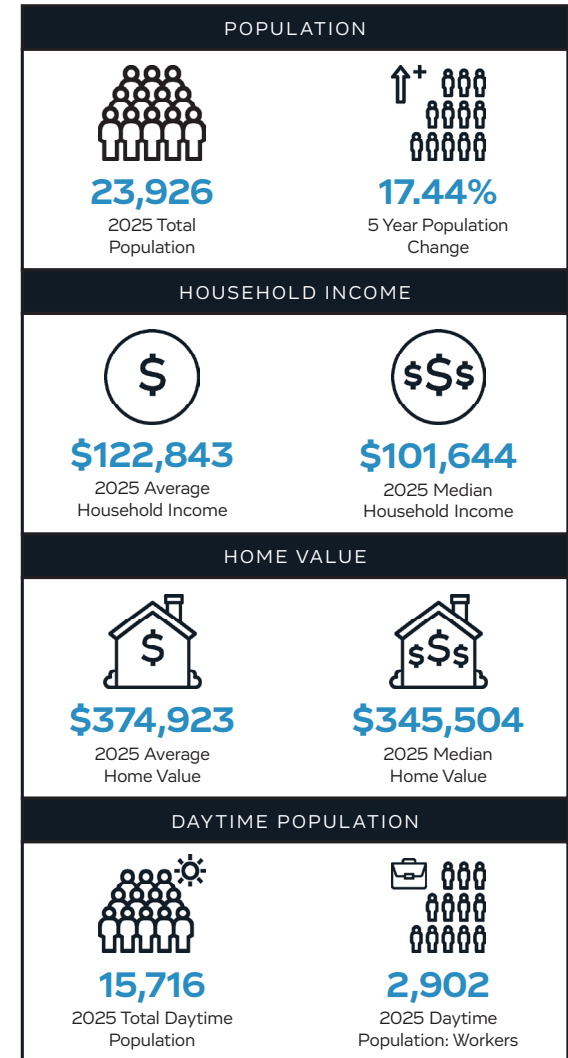 POPULATION
23,926
2025 Total
Population
17.44%
5 Year Population
Change
HOUSEHOLD INCOME
$
$122,843
2025 Average
Household Income
$$$
$101,644
2025 Median
Household Income
HOME VALUE
$
$374,923
2025 Average
Home Value
$$$
$345,504
2025 Median
Home Value
DAYTIME POPULATION
15,716
2025 Total Daytime
Population
2,902
2025 Daytime
Population: Workers